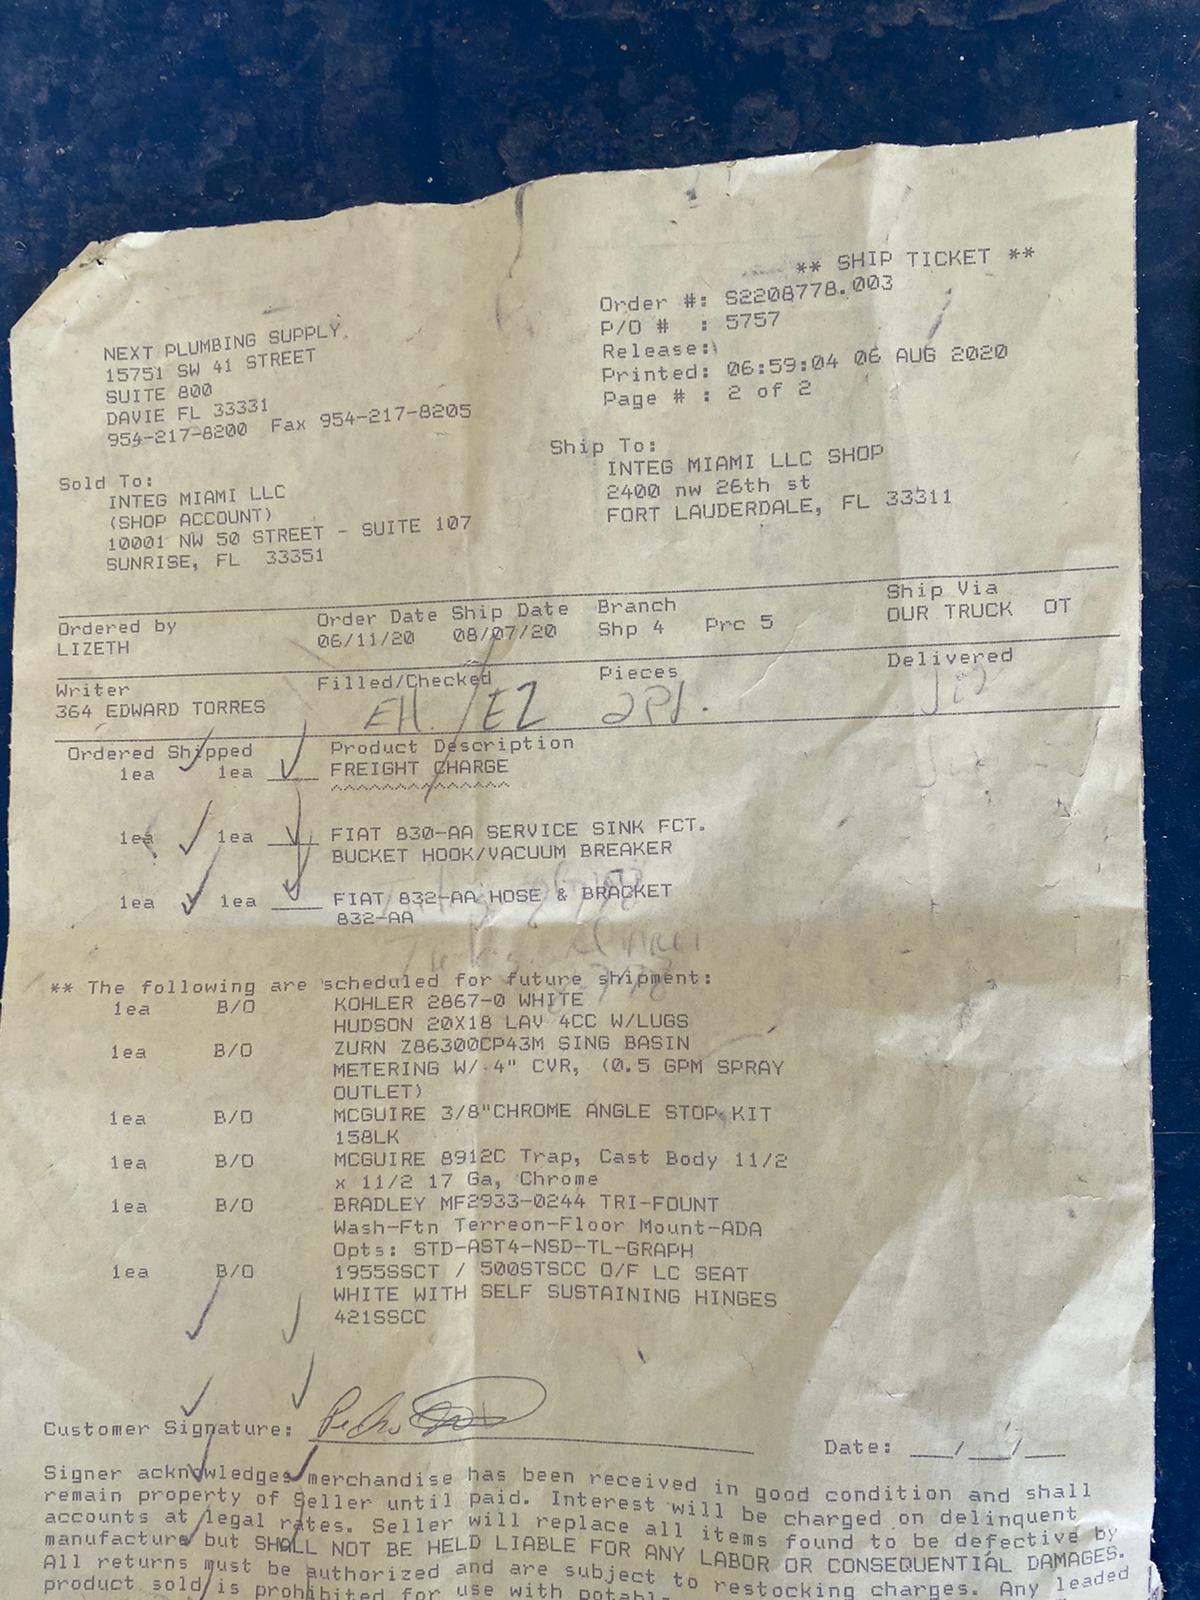 ** SHIP TICKET **
Order #: S2208778.003
P/O # : 5757
Release:
Printed: 06:59:04 06 AUG 2020
Page # : 2 of 2
NEXT PLUMBING SUPPLY
15751 SW 41 STREET
SUITE 800
DAVIE FL 33331
954-217-8200 Fax 954-217-8205
Ship To:
INTEG MIAMI LLC SHOP
2400 nw 26th st
FORT LAUDERDALE, FL 33311
Sold To:
INTEG MIAMI LLC
(SHOP ACCOUNT)
10001 NW 50 STREET - SUITE 107
SUNRISE, FL 33351
Ordered by Order Date Ship Date Branch Ship Via
LIZETH 06/11/20 08/07/20 Shp 4 Prc 5 OUR TRUCK OT
Writer Filled/Checked Pieces Delivered
364 EDWARD TORRES EH. / EZ
Ordered Shipped Product Description
1ea 1ea FREIGHT CHARGE
1ea 1ea FIAT 830-AA SERVICE SINK FCT.
BUCKET HOOK/VACUUM BREAKER
1ea 1ea FIAT 832-AA HOSE & BRACKET
832-AA
** The following are scheduled for future shipment:
1ea B/O KOHLER 2867-0 WHITE
HUDSON 20X18 LAV 4CC W/LUGS
1ea B/O ZURN Z86300CP43M SING BASIN
METERING W/ 4" CVR, (0.5 GPM SPRAY
OUTLET)
1ea B/O MCGUIRE 3/8"CHROME ANGLE STOP KIT
158LK
1ea B/O MCGUIRE 8912C Trap, Cast Body 11/2
x 11/2 17 Ga, Chrome
1ea B/O BRADLEY MF2933-0244 TRI-FOUNT
Wash-Ftn Terreon-Floor Mount-ADA
Opts: STD-AST4-NSD-TL-GRAPH
1ea B/O 1955SSCT / 500STSCC O/F LC SEAT
WHITE WITH SELF SUSTAINING HINGES
421SSCC
Customer Signature: Date: __/__/__
Signer acknowledges merchandise has been received in good condition and shall
remain property of Seller until paid. Interest will be charged on delinquent
accounts at legal rates. Seller will replace all items found to be defective by
manufacture but SHALL NOT BE HELD LIABLE FOR ANY LABOR OR CONSEQUENTIAL DAMAGES.
All returns must be authorized and are subject to restocking charges. Any leaded
product sold is prohibited for use with